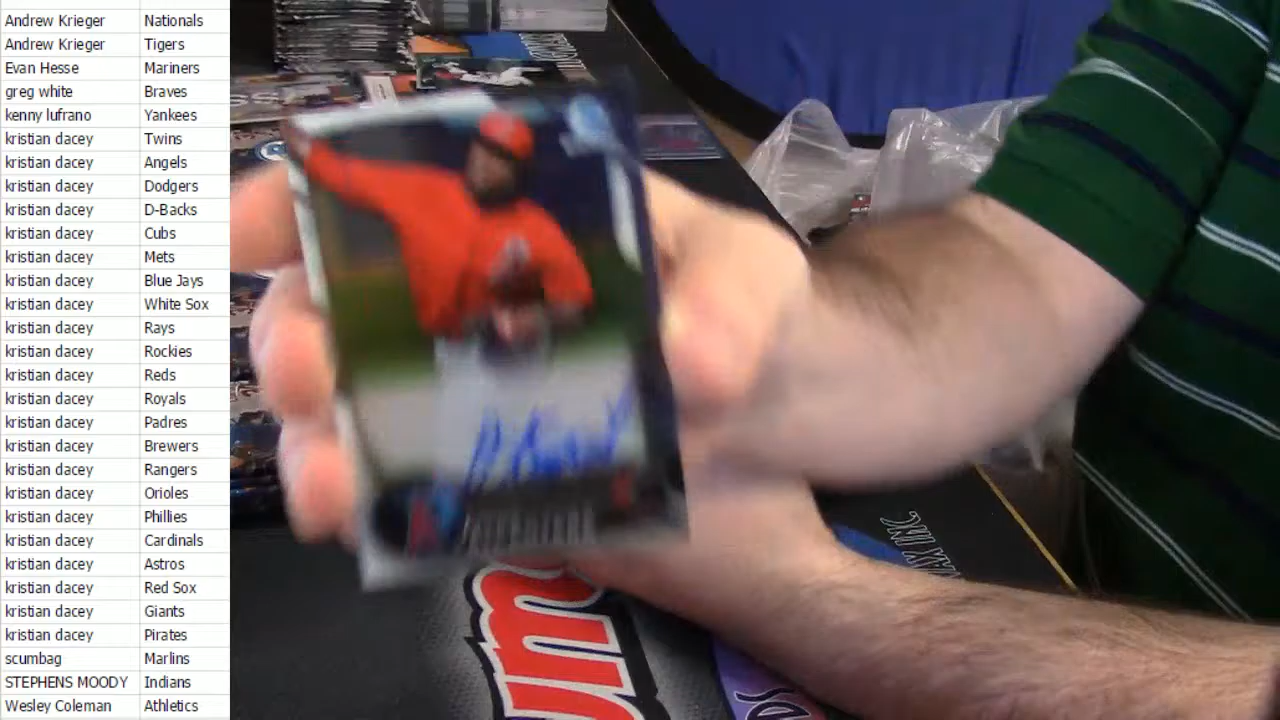 Andrew Krieger Nationals
Andrew Krieger Tigers
Evan Hesse Mariners
greg white Braves
kenny lufrano Yankees
kristian dacey Twins
kristian dacey Angels
kristian dacey Dodgers
kristian dacey D-Backs
kristian dacey Cubs
kristian dacey Mets
kristian dacey Blue Jays
kristian dacey White Sox
kristian dacey Rays
kristian dacey Rockies
kristian dacey Reds
kristian dacey Royals
kristian dacey Padres
kristian dacey Brewers
kristian dacey Rangers
kristian dacey Orioles
kristian dacey Phillies
kristian dacey Cardinals
kristian dacey Astros
kristian dacey Red Sox
kristian dacey Giants
kristian dacey Pirates
scumbag Marlins
STEPHENS MOODY Indians
Wesley Coleman Athletics